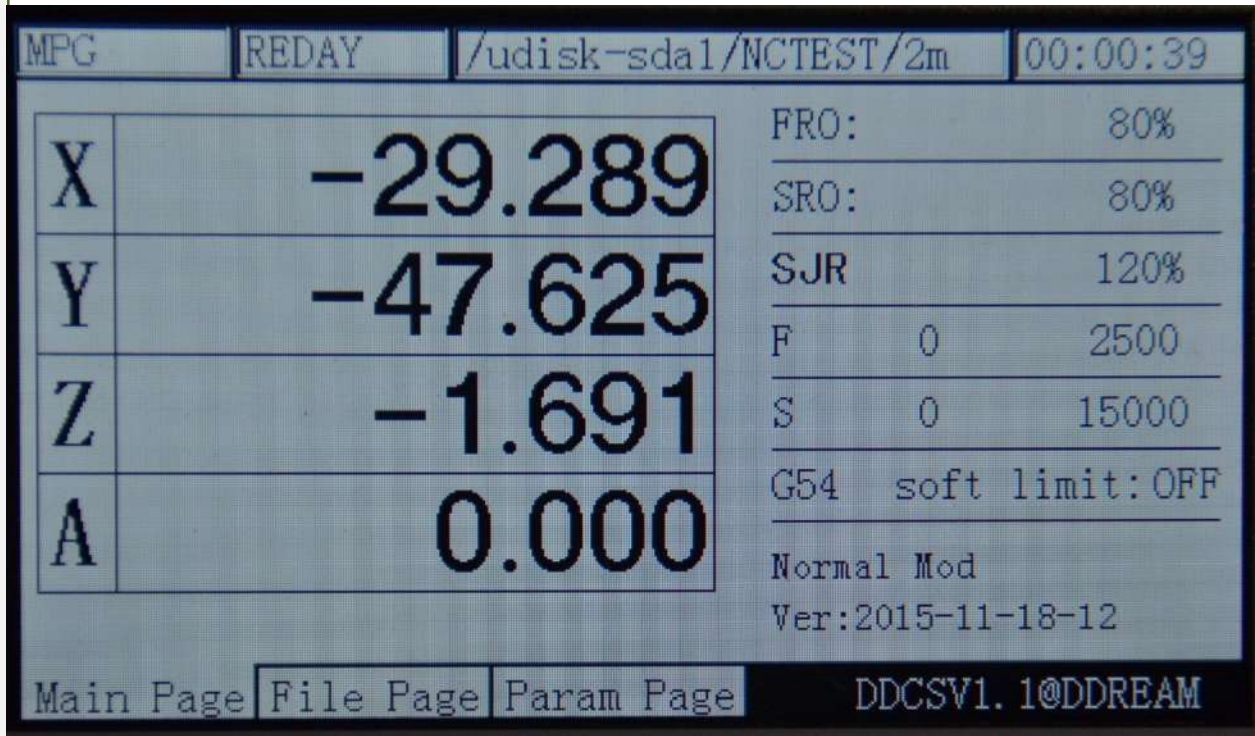 MPG REDAY /udisk-sda1/NCTEST/2m 00:00:39
X -29.289
Y -47.625
Z -1.691
A 0.000
FRO: 80%
SRO: 80%
SJR 120%
F 0 2500
S 0 15000
G54 soft limit:OFF
Normal Mod
Ver:2015-11-18-12
Main Page File Page Param Page DDCSV1.1@DDREAM